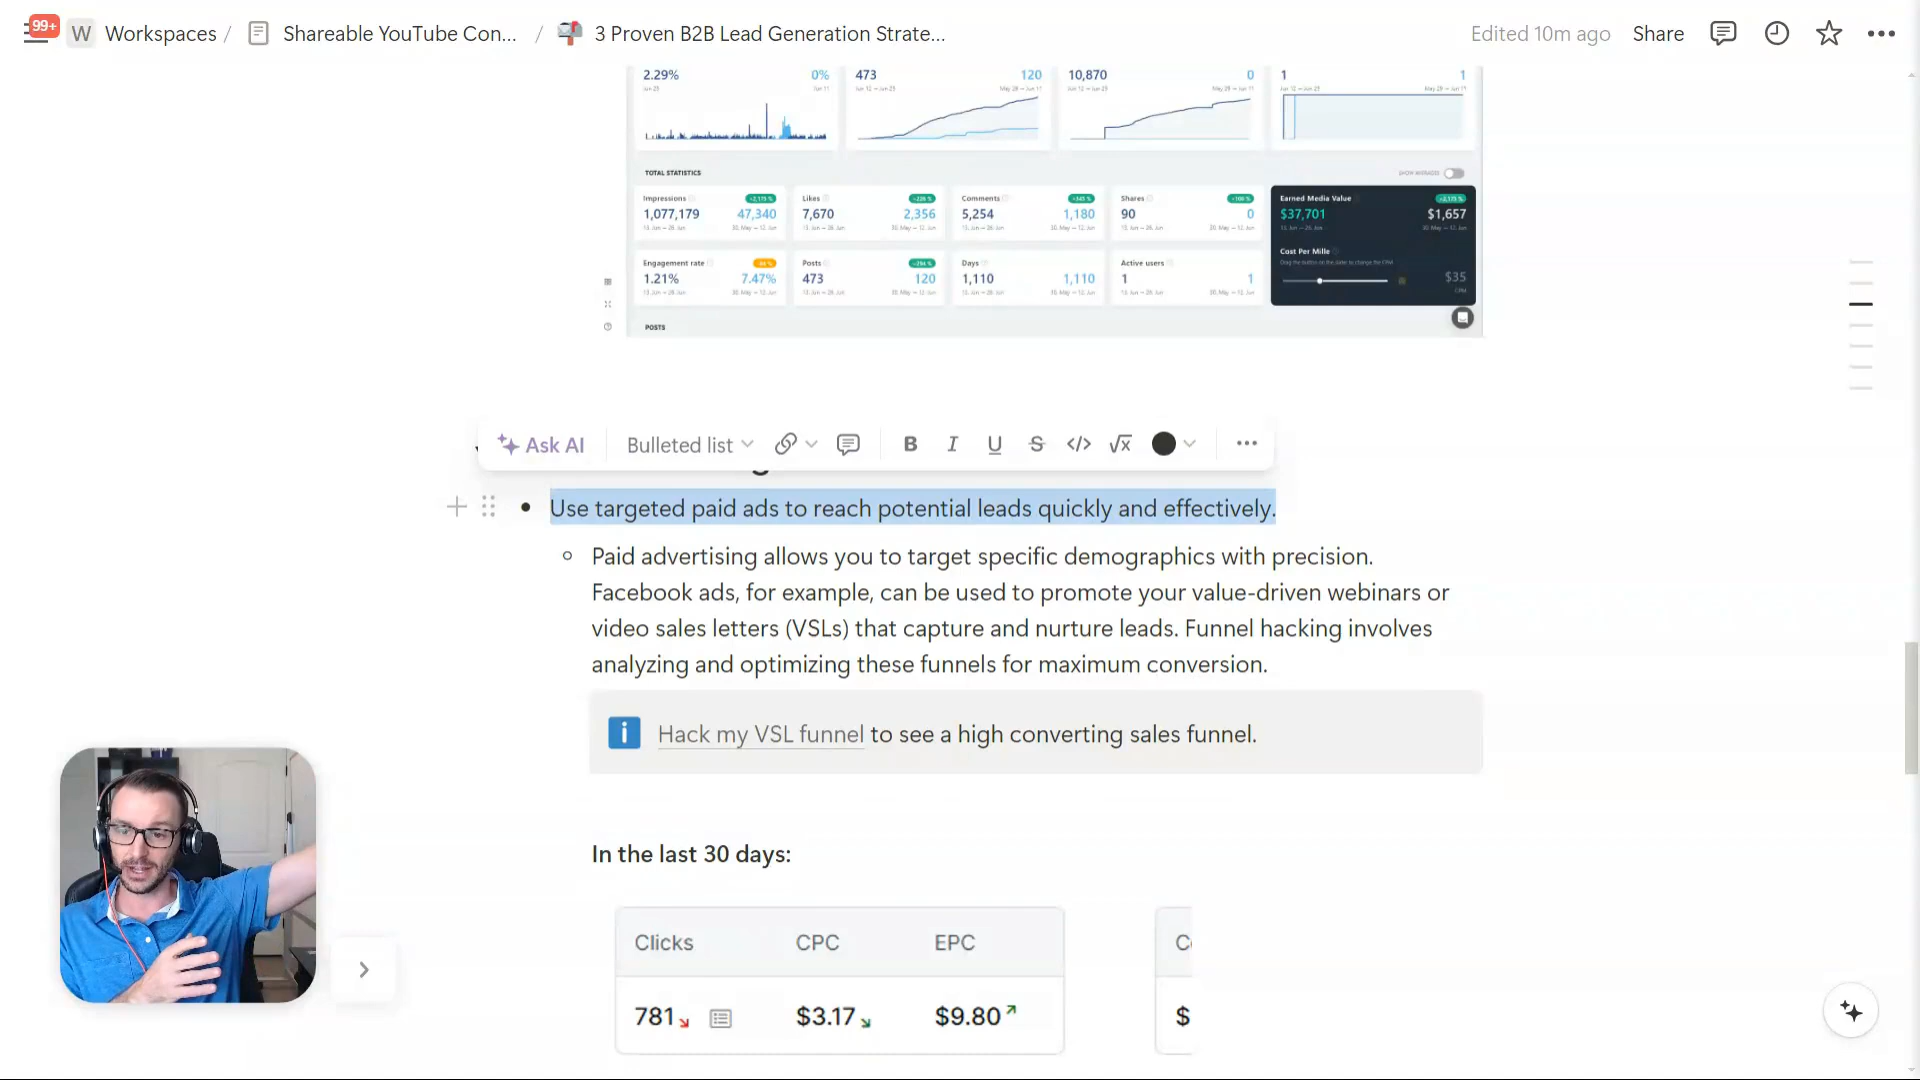 99+
W Workspaces / Shareable YouTube Con... / 3 Proven B2B Lead Generation Strate...
Edited 10m ago Share
2.29% 0% 473 120 10,870 0 1 1
TOTAL STATISTICS
Impressions Likes Comments Shares Earned Media Value
1,077,179 47,340 7,670 2,356 5,254 1,180 90 0 $37,701 $1,657
Cost Per Mille
Engagement rate Posts Days Active users
1.21% 7.47% 473 120 1,110 1,110 1 1 $35
POSTS
Ask AI Bulleted list B I U S </> √x
Use targeted paid ads to reach potential leads quickly and effectively.
Paid advertising allows you to target specific demographics with precision.
Facebook ads, for example, can be used to promote your value-driven webinars or
video sales letters (VSLs) that capture and nurture leads. Funnel hacking involves
analyzing and optimizing these funnels for maximum conversion.
Hack my VSL funnel to see a high converting sales funnel.
In the last 30 days:
Clicks CPC EPC
781 $3.17 $9.80 $